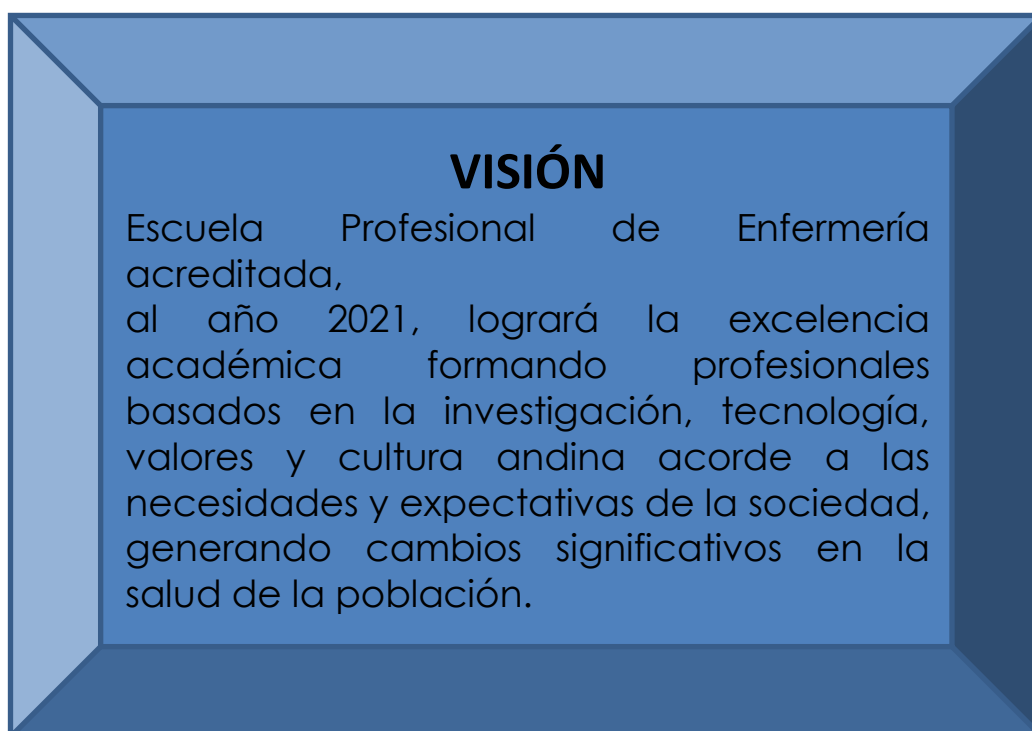 VISIÓN
Escuela Profesional de Enfermería
acreditada,
al año 2021, logrará la excelencia
académica formando profesionales
basados en la investigación, tecnología,
valores y cultura andina acorde a las
necesidades y expectativas de la sociedad,
generando cambios significativos en la
salud de la población.